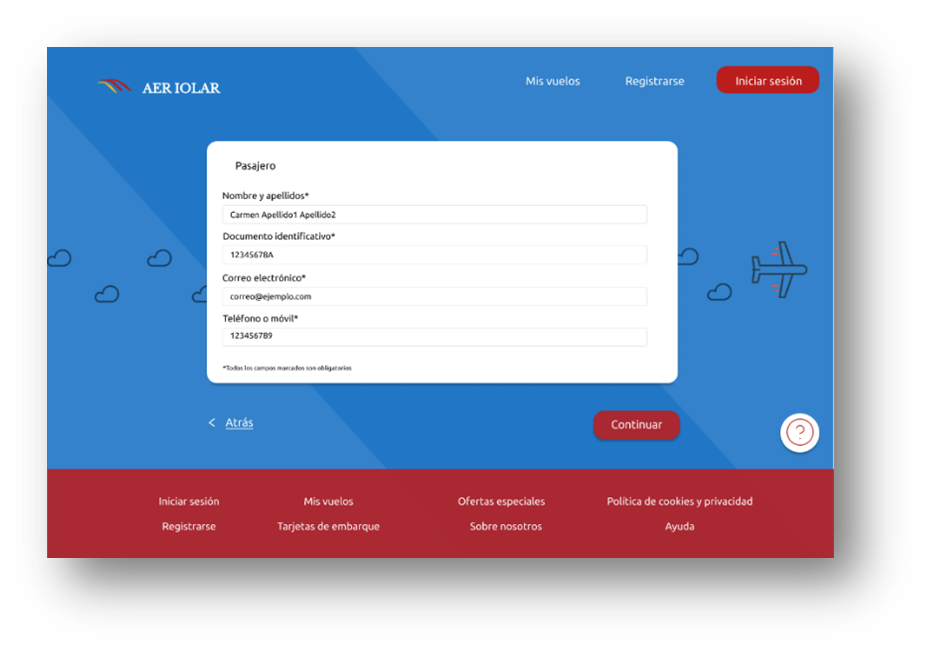 AER IOLAR
Mis vuelos
Registrarse
Iniciar sesión
Pasajero
Nombre y apellidos*
Carmen Apellido1 Apellido2
Documento identificativo*
12345678A
Correo electrónico*
correo@ejemplo.com
Teléfono o móvil*
123456789
*Todos los campos marcados son obligatorios
< Atrás
Continuar
?
Iniciar sesión
Mis vuelos
Ofertas especiales
Política de cookies y privacidad
Registrarse
Tarjetas de embarque
Sobre nosotros
Ayuda